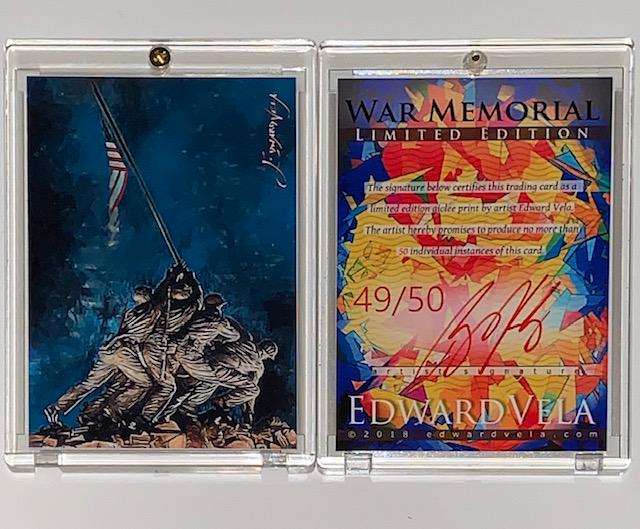 WAR MEMORIAL
LIMITED EDITION
The signature below certifies this trading card as a
limited edition giclée print by artist Edward Vela.
The artist hereby promises to produce no more than
50 individual instances of this card.
49/50
artist signature
EDWARDVELA
©2018 edwardvela.com